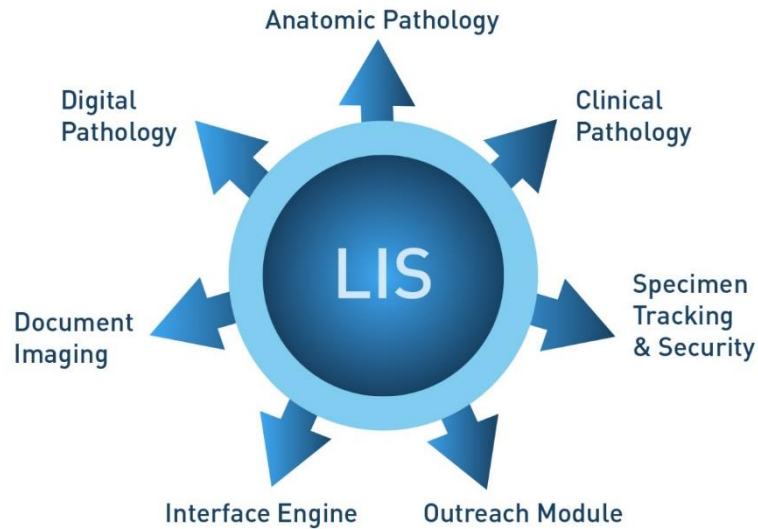 Anatomic Pathology
Digital
Pathology
Clinical
Pathology
LIS
Document
Imaging
Specimen
Tracking
& Security
Interface Engine
Outreach Module